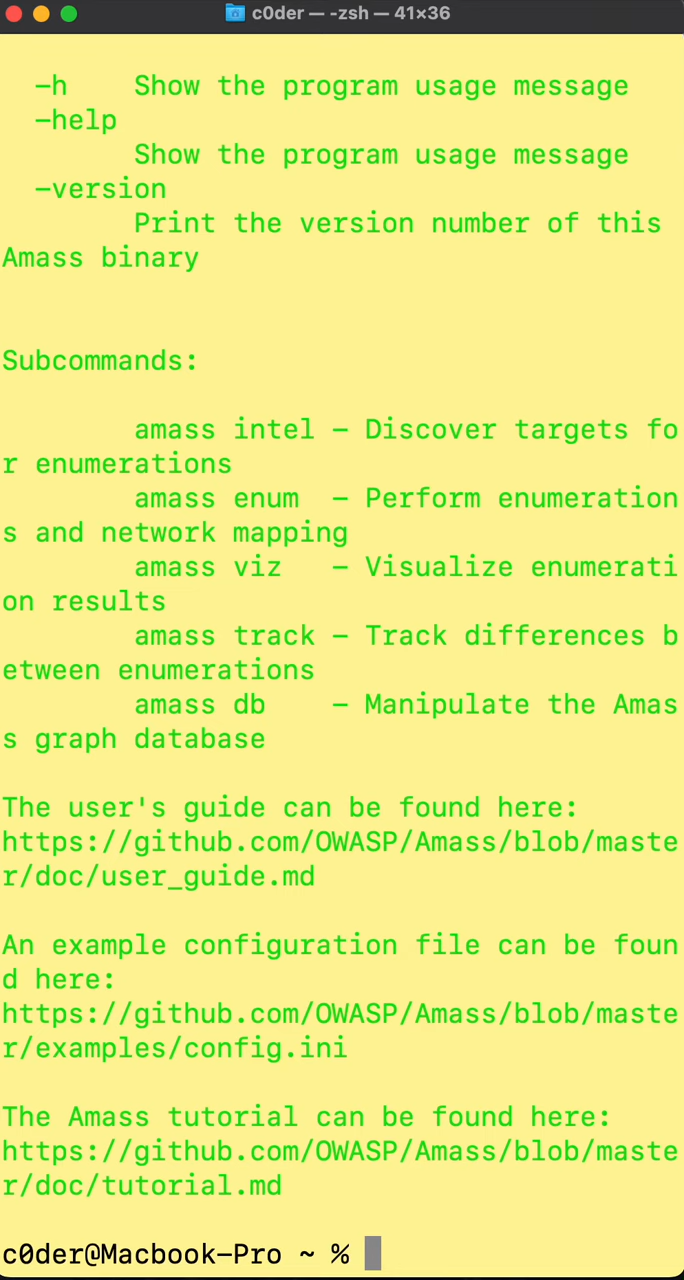 c0der — -zsh — 41×36
-h    Show the program usage message
-help
Show the program usage message
-version
Print the version number of this
Amass binary
Subcommands:
amass intel - Discover targets fo
r enumerations
amass enum  - Perform enumeration
s and network mapping
amass viz   - Visualize enumerati
on results
amass track - Track differences b
etween enumerations
amass db    - Manipulate the Amas
s graph database
The user's guide can be found here:
https://github.com/OWASP/Amass/blob/maste
r/doc/user_guide.md
An example configuration file can be foun
d here:
https://github.com/OWASP/Amass/blob/maste
r/examples/config.ini
The Amass tutorial can be found here:
https://github.com/OWASP/Amass/blob/maste
r/doc/tutorial.md
c0der@Macbook-Pro ~ %